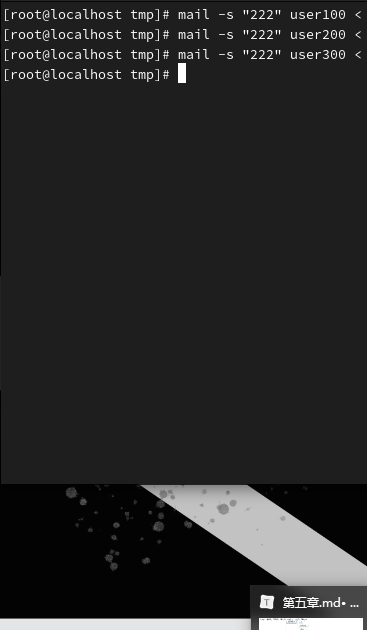 [root@localhost tmp]# mail -s "222" user100 <
[root@localhost tmp]# mail -s "222" user200 <
[root@localhost tmp]# mail -s "222" user300 <
[root@localhost tmp]#
T
第五章.md• ...